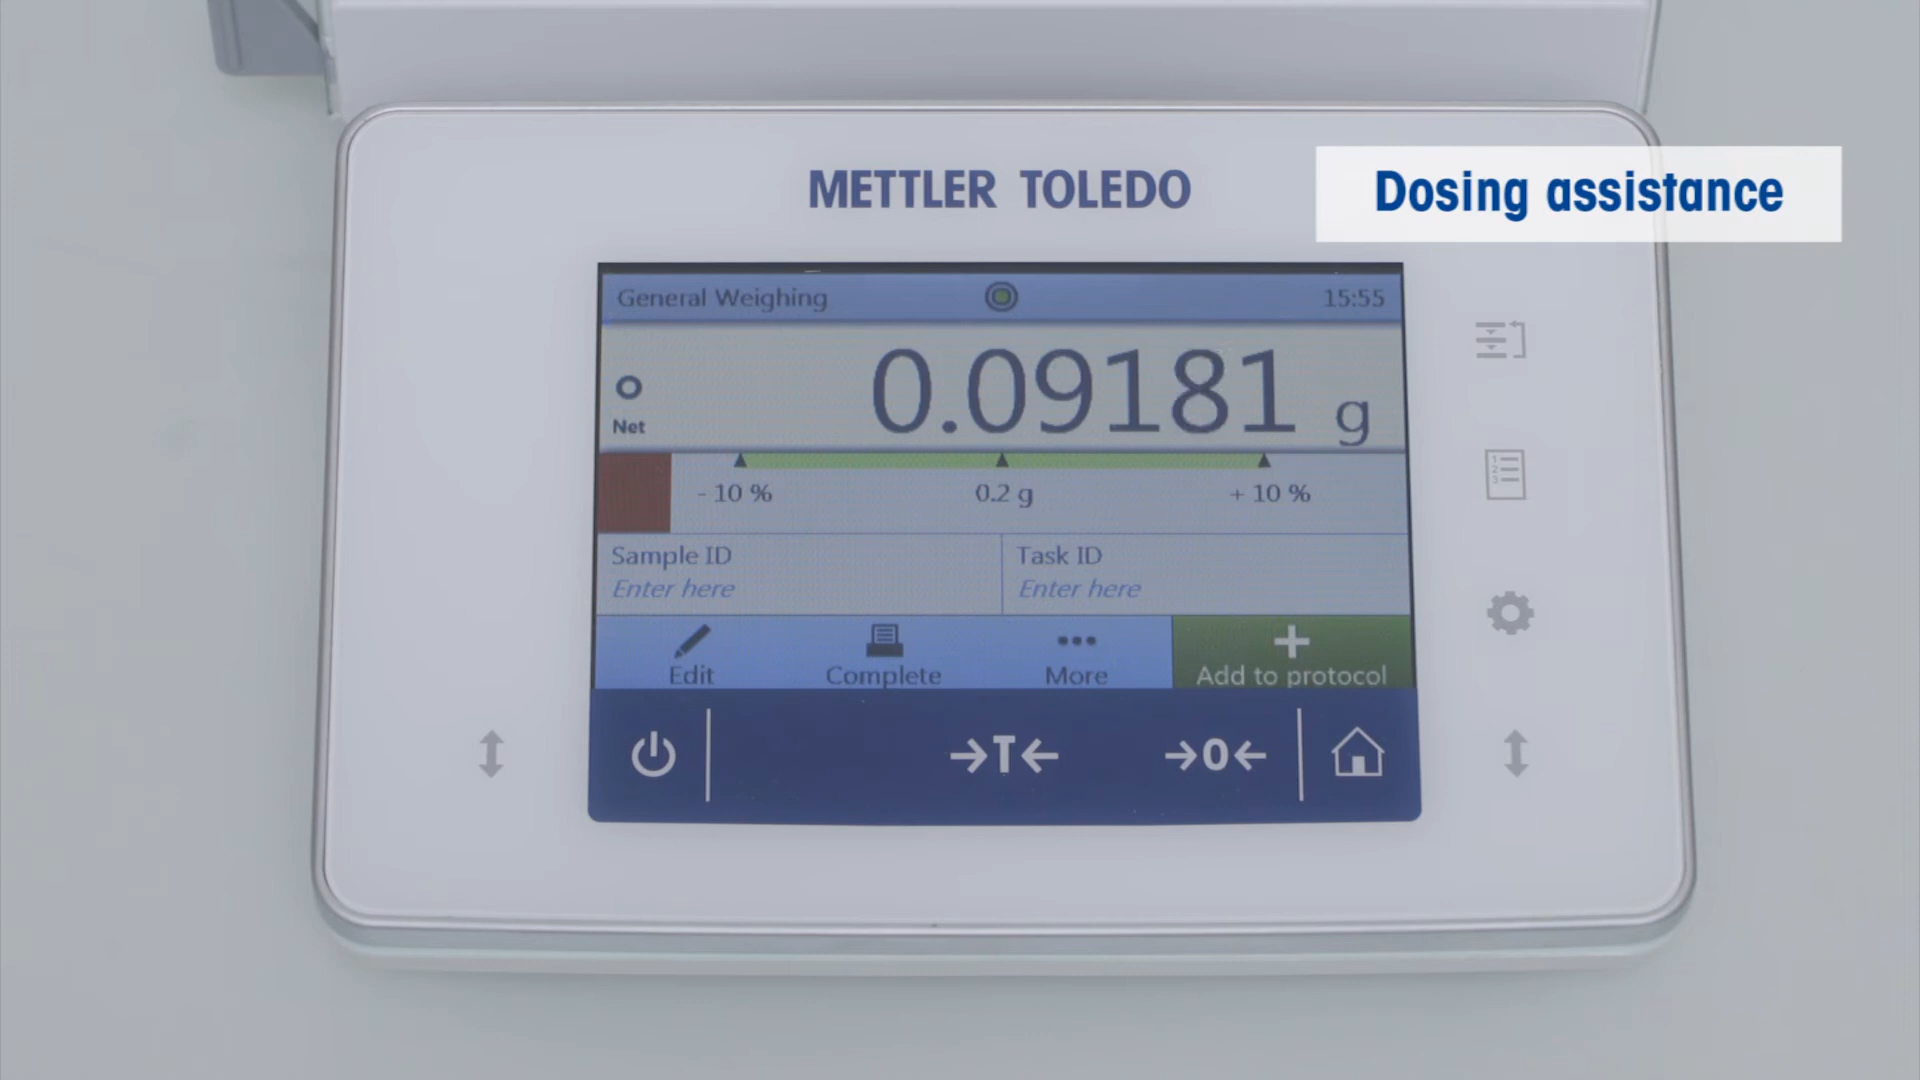 METTLER TOLEDO
Dosing assistance
General Weighing
15:55
0.09181 g
Net
- 10 %
0.2 g
+ 10 %
Sample ID
Task ID
Enter here
Enter here
Edit
Complete
More
Add to protocol
→T←
→0←